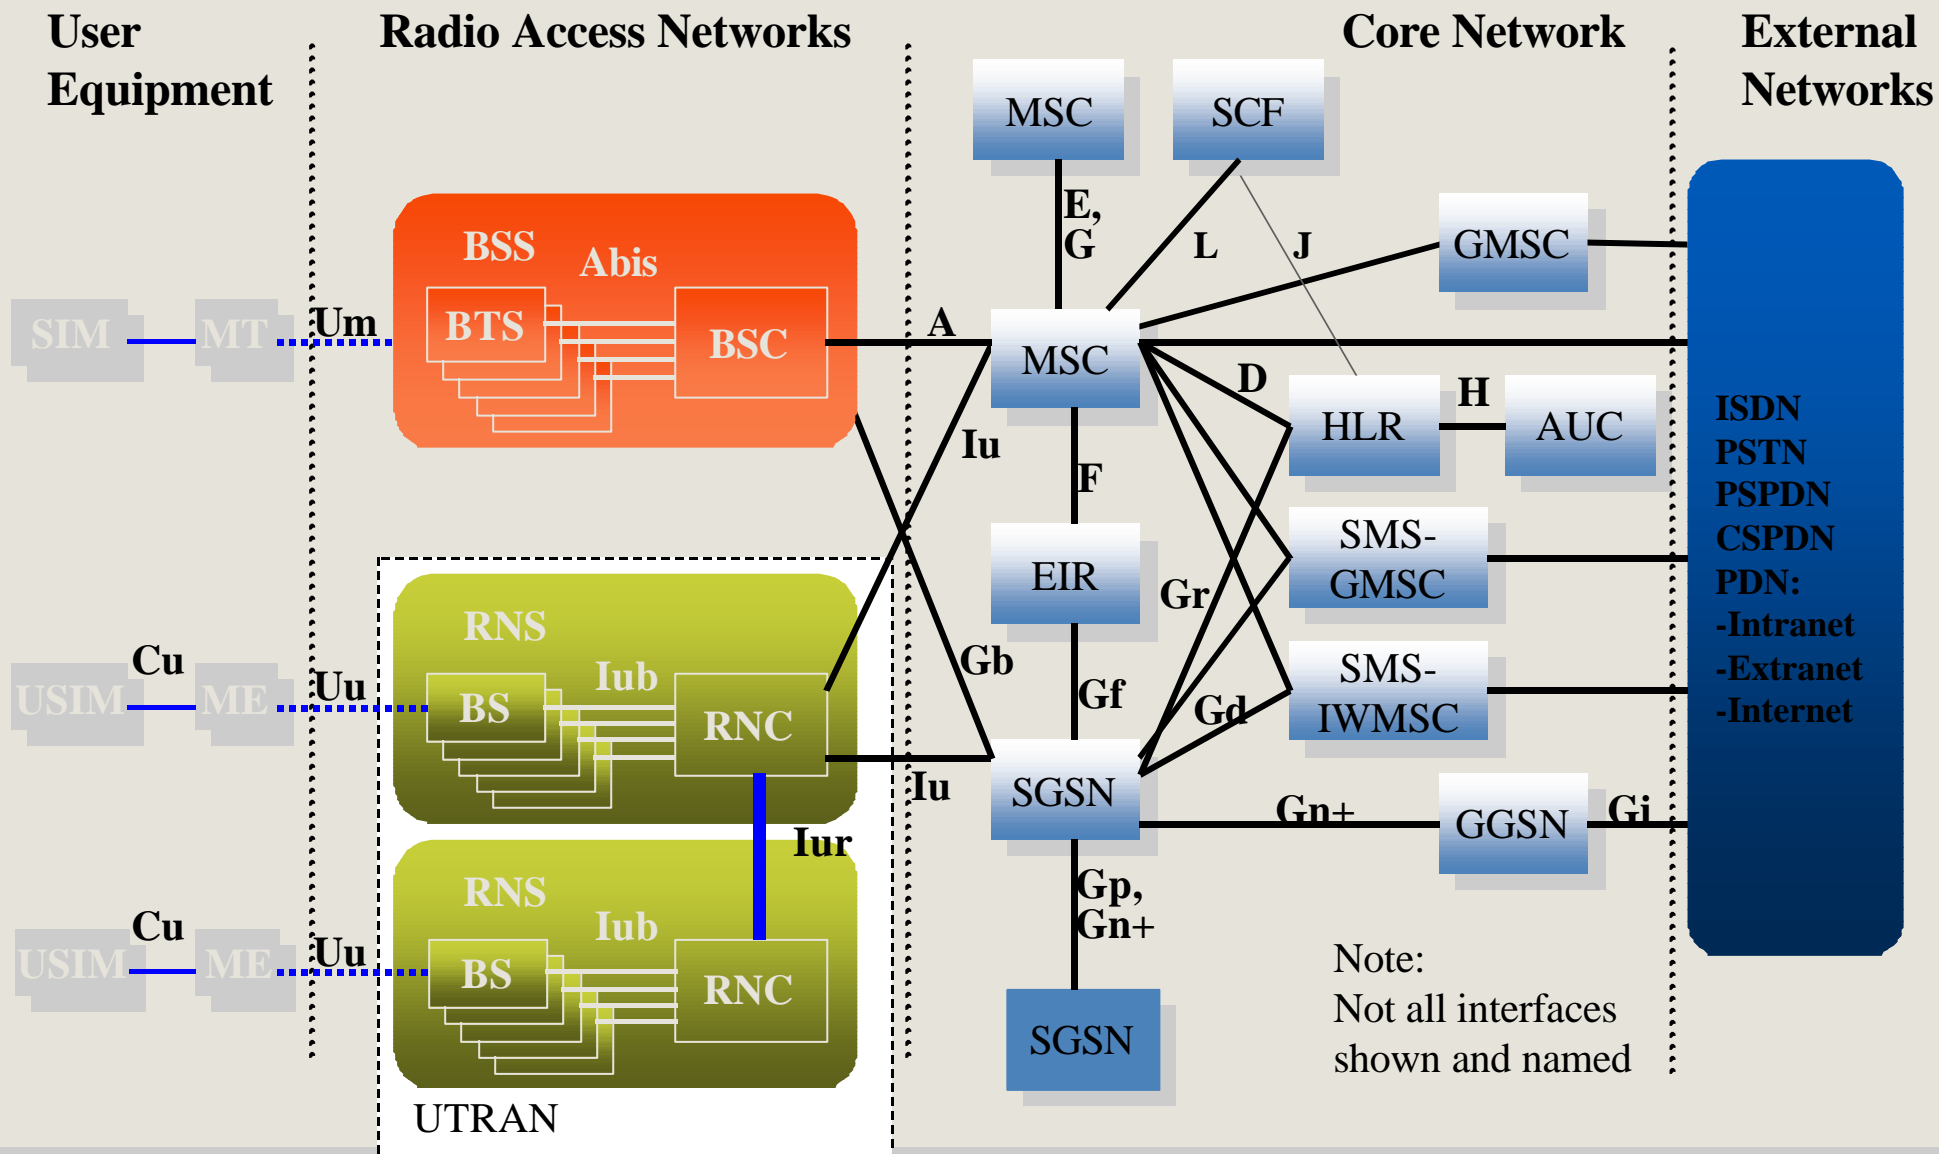 User
Equipment
Radio Access Networks
Core Network
External
Networks
MSC
SCF
E,
G
L
J
GMSC
BSS
Abis
BTS
BSC
SIM
MT
Um
A
MSC
D
HLR
H
AUC
Iu
F
ISDN
PSTN
PSPDN
CSPDN
PDN:
-Intranet
-Extranet
-Internet
SMS-
GMSC
EIR
Gr
RNS
Iub
BS
RNC
USIM
Cu
ME
Uu
Gb
Gf
Gd
SMS-
IWMSC
Iu
SGSN
Gn+
GGSN
Gi
Iur
RNS
Iub
BS
RNC
USIM
Cu
ME
Uu
Gp,
Gn+
SGSN
Note:
Not all interfaces
shown and named
UTRAN